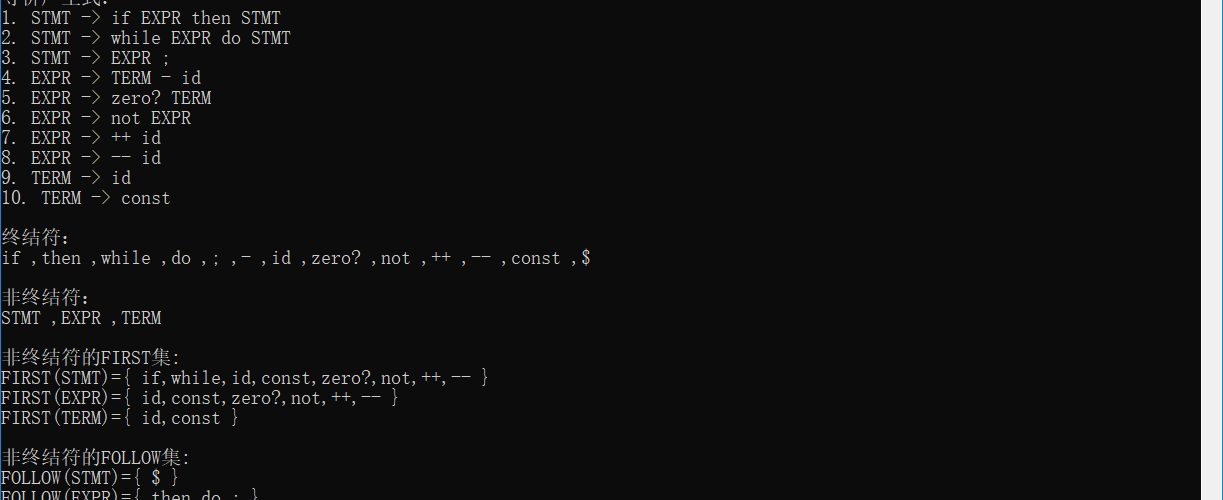 1. STMT -> if EXPR then STMT
2. STMT -> while EXPR do STMT
3. STMT -> EXPR ;
4. EXPR -> TERM - id
5. EXPR -> zero? TERM
6. EXPR -> not EXPR
7. EXPR -> ++ id
8. EXPR -> -- id
9. TERM -> id
10. TERM -> const
终结符：
if ,then ,while ,do ,; ,- ,id ,zero? ,not ,++ ,-- ,const ,$
非终结符：
STMT ,EXPR ,TERM
非终结符的FIRST集:
FIRST(STMT)={ if,while,id,const,zero?,not,++,-- }
FIRST(EXPR)={ id,const,zero?,not,++,-- }
FIRST(TERM)={ id,const }
非终结符的FOLLOW集:
FOLLOW(STMT)={ $ }
FOLLOW(EXPR)={ then,do,; }